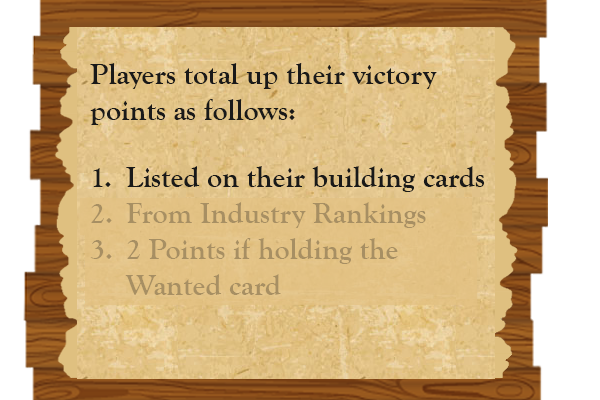 Players total up their victory
points as follows:
1. Listed on their building cards
2. From Industry Rankings
3. 2 Points if holding the
Wanted card